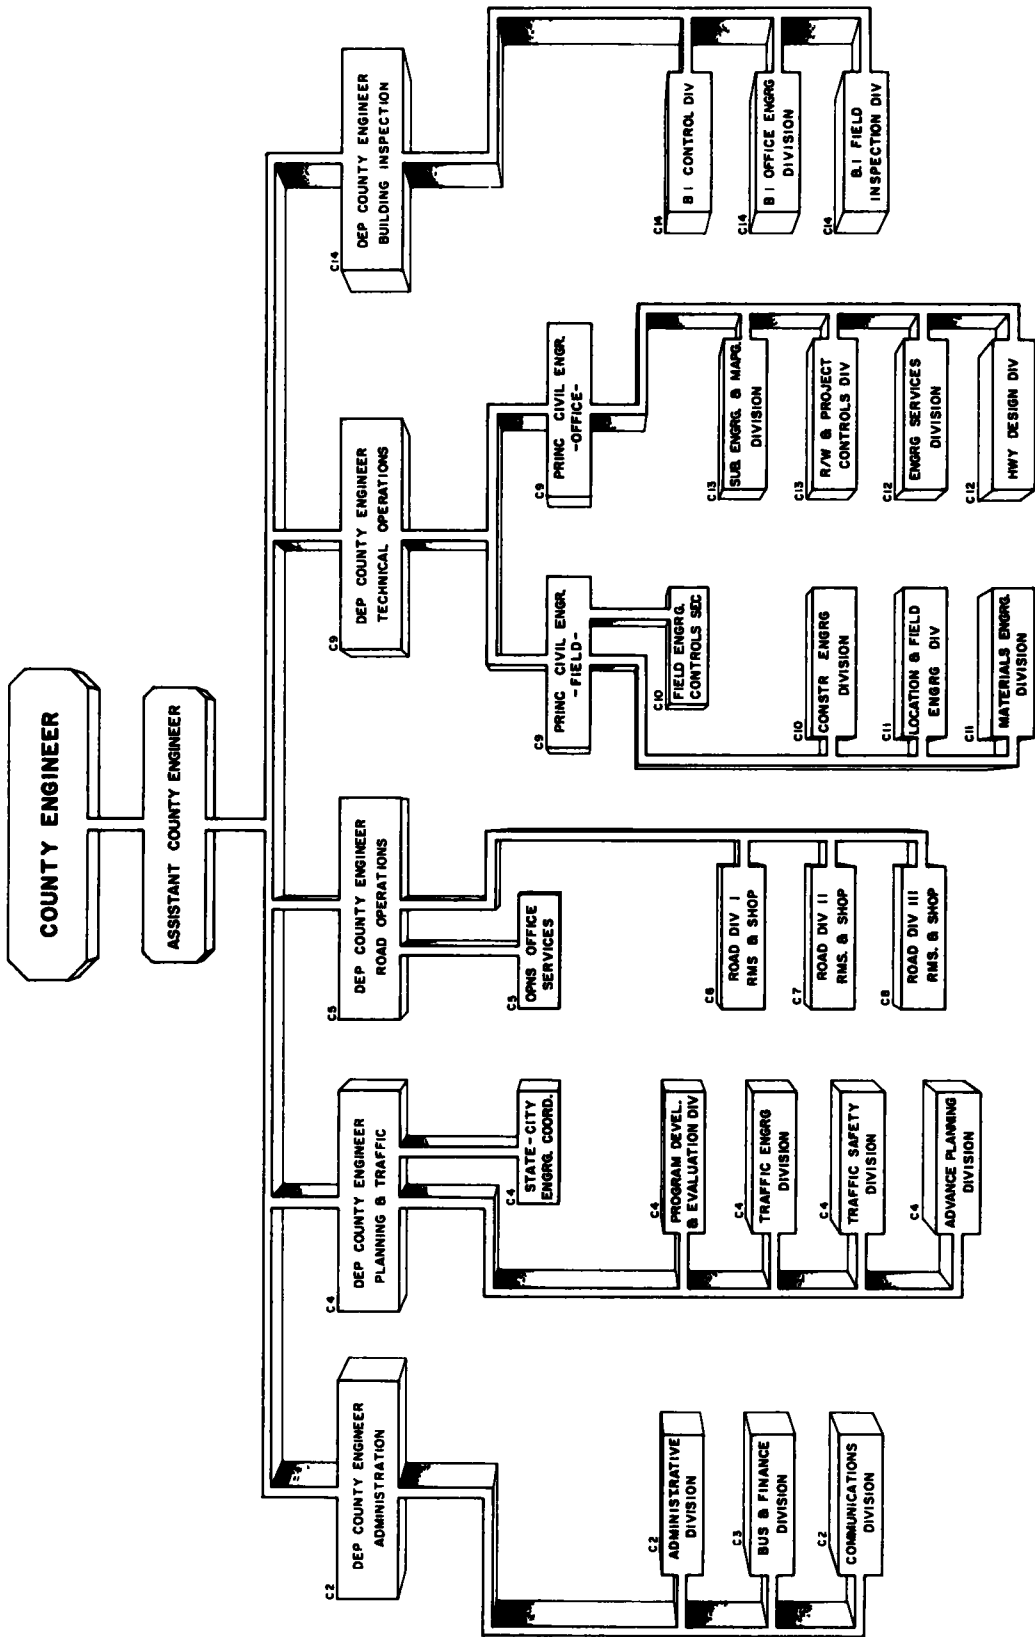 COUNTY ENGINEER
ASSISTANT COUNTY ENGINEER
C2
DEP COUNTY ENGINEER
ADMINISTRATION
C2
ADMINISTRATIVE
DIVISION
C3
BUS & FINANCE
DIVISION
C2
COMMUNICATIONS
DIVISION
C4
DEP COUNTY ENGINEER
PLANNING & TRAFFIC
C4
STATE-CITY
ENGRG. COORD.
C4
PROGRAM DEVEL.
& EVALUATION DIV
C4
TRAFFIC ENGRG
DIVISION
C4
TRAFFIC SAFETY
DIVISION
C4
ADVANCE PLANNING
DIVISION
C5
DEP COUNTY ENGINEER
ROAD OPERATIONS
C5
OPNS OFFICE
SERVICES
C6
ROAD DIV I
RMS & SHOP
C7
ROAD DIV II
RMS. & SHOP
C8
ROAD DIV III
RMS. & SHOP
C9
DEP COUNTY ENGINEER
TECHNICAL OPERATIONS
C9
PRINC CIVIL ENGR.
-FIELD-
C10
FIELD ENGRG.
CONTROLS SEC
C10
CONSTR ENGRG
DIVISION
C11
LOCATION & FIELD
ENGRG DIV
C11
MATERIALS ENGRG.
DIVISION
C9
PRINC CIVIL ENGR.
-OFFICE-
C13
SUB. ENGRG. & MAPG.
DIVISION
C13
R/W & PROJECT
CONTROLS DIV
C12
ENGRG SERVICES
DIVISION
C12
HWY DESIGN DIV
C14
DEP COUNTY ENGINEER
BUILDING INSPECTION
C14
B I CONTROL DIV
C14
B I OFFICE ENGRG
DIVISION
C14
B.I FIELD
INSPECTION DIV